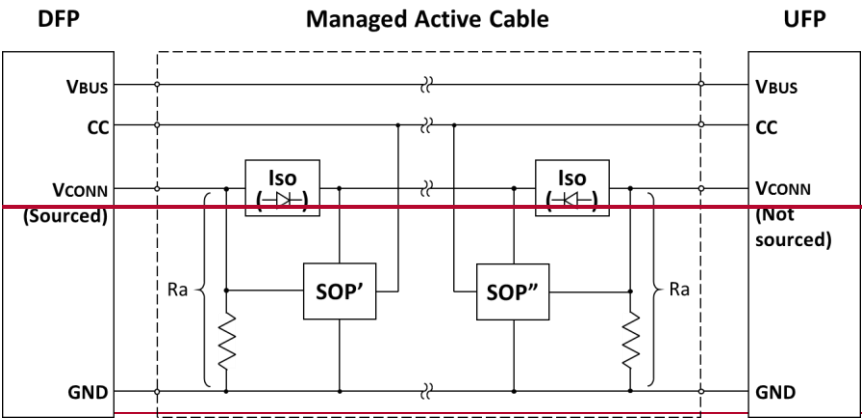 DFP Managed Active Cable UFP
VBUS VBUS
CC CC
Iso Iso
VCONN VCONN
(Sourced) (Not
sourced)
Ra SOP’ SOP” Ra
GND GND